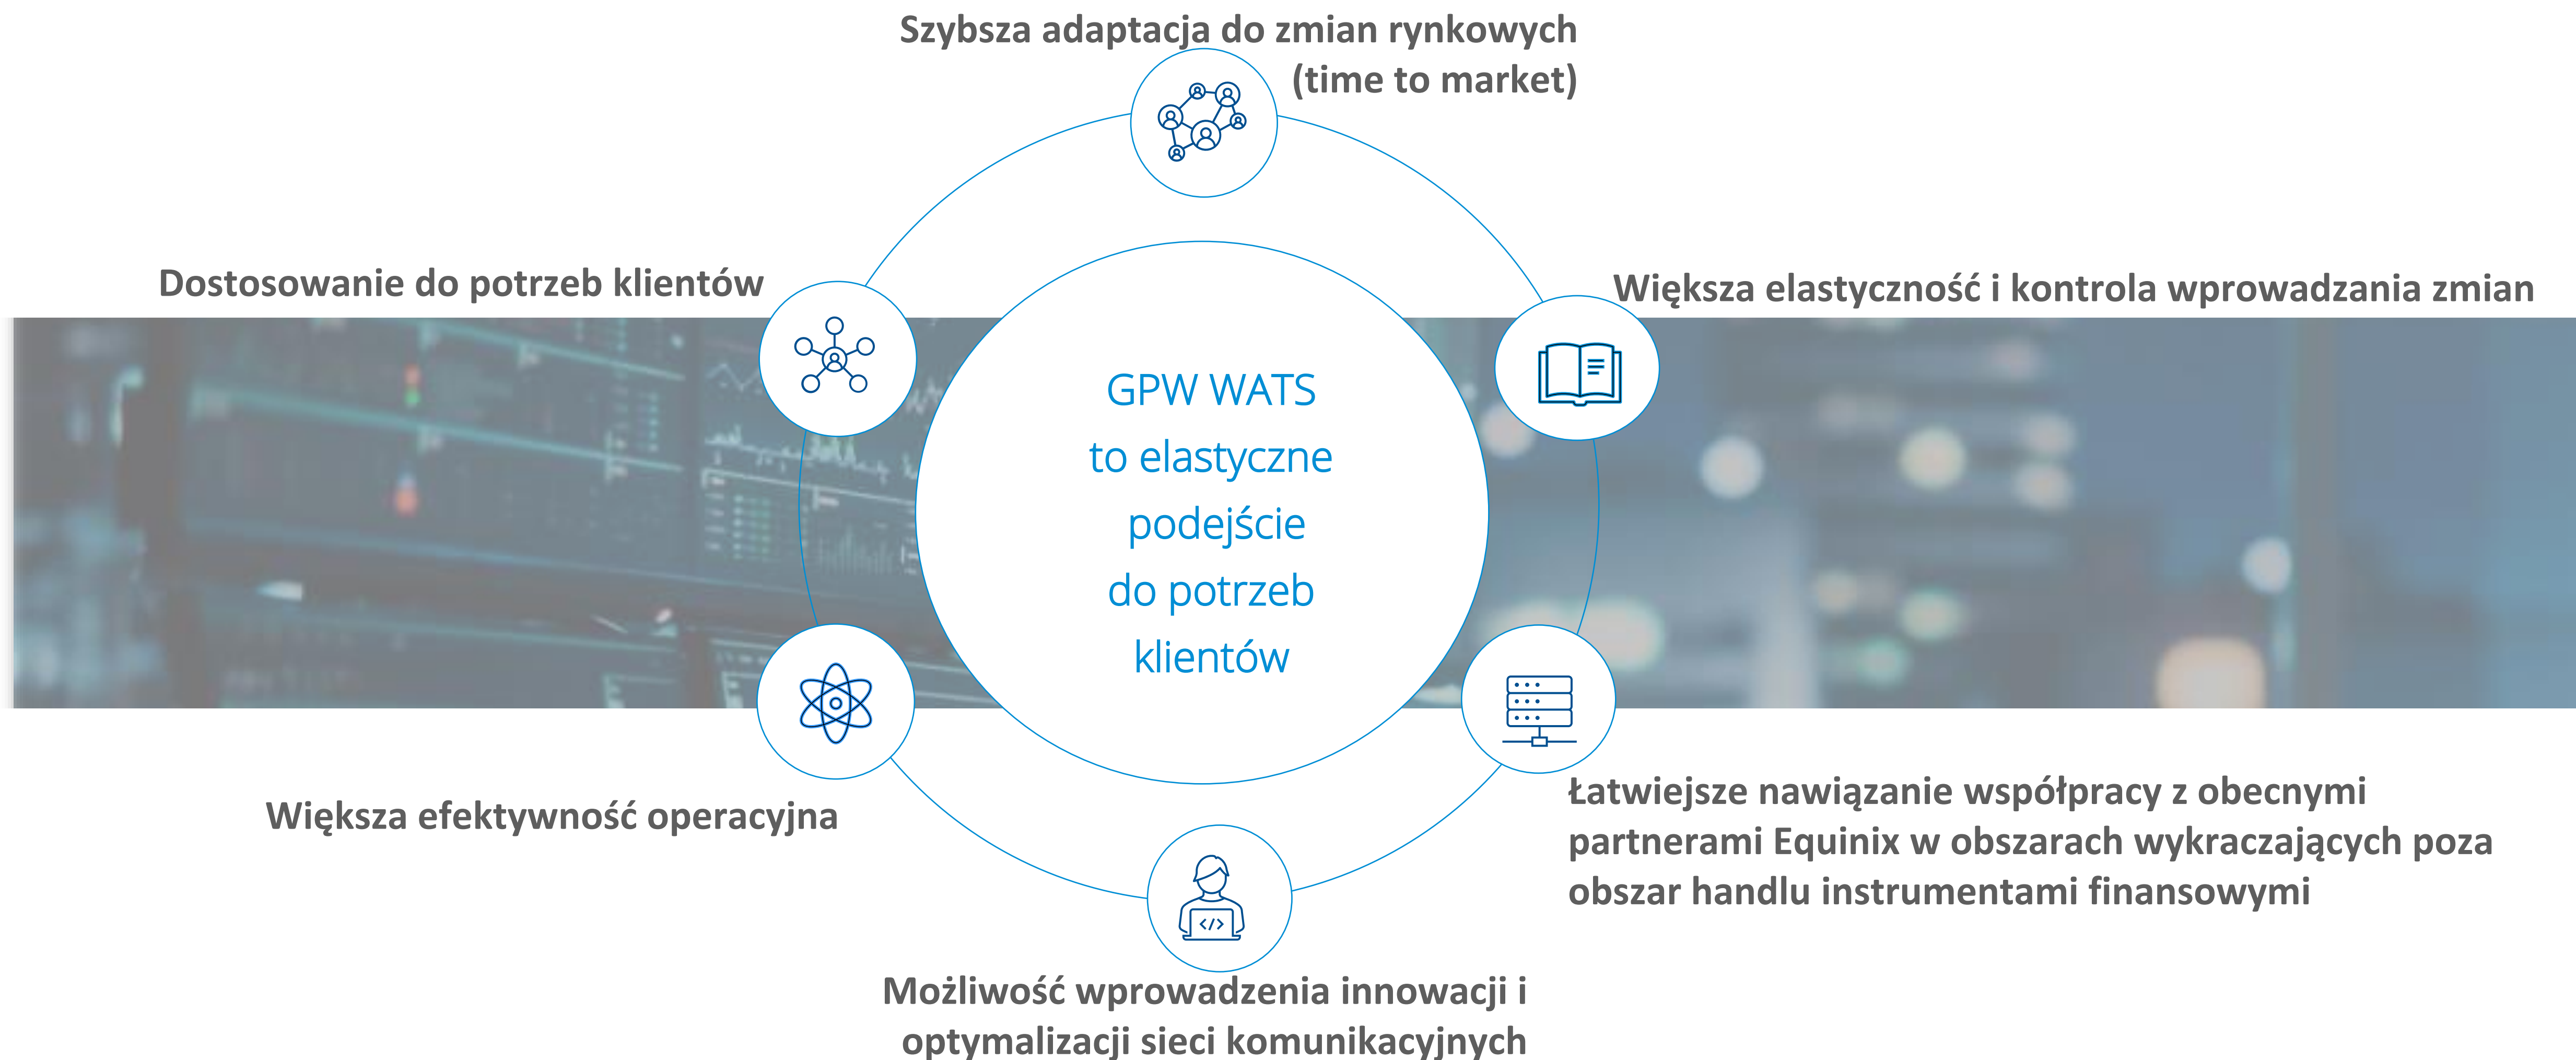 Szybsza adaptacja do zmian rynkowych
(time to market)
Dostosowanie do potrzeb klientów
Większa elastyczność i kontrola wprowadzania zmian
GPW WATS
to elastyczne
podejście
do potrzeb
klientów
Większa efektywność operacyjna
Łatwiejsze nawiązanie współpracy z obecnymi
partnerami Equinix w obszarach wykraczających poza
obszar handlu instrumentami finansowymi
Możliwość wprowadzenia innowacji i
optymalizacji sieci komunikacyjnych